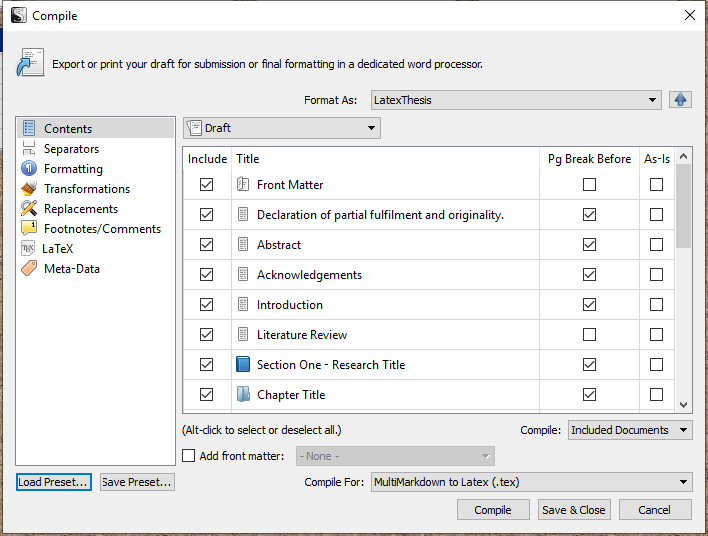 Compile
Export or print your draft for submission or final formatting in a dedicated word processor.
Format As: LatexThesis
Contents
Separators
Formatting
Transformations
Replacements
Footnotes/Comments
LaTeX
Meta-Data
Draft
Include Title Pg Break Before As-Is
Front Matter
Declaration of partial fulfilment and originality.
Abstract
Acknowledgements
Introduction
Literature Review
Section One - Research Title
Chapter Title
(Alt-click to select or deselect all.) Compile: Included Documents
Add front matter: - None -
Load Preset... Save Preset... Compile For: MultiMarkdown to Latex (.tex)
Compile Save & Close Cancel